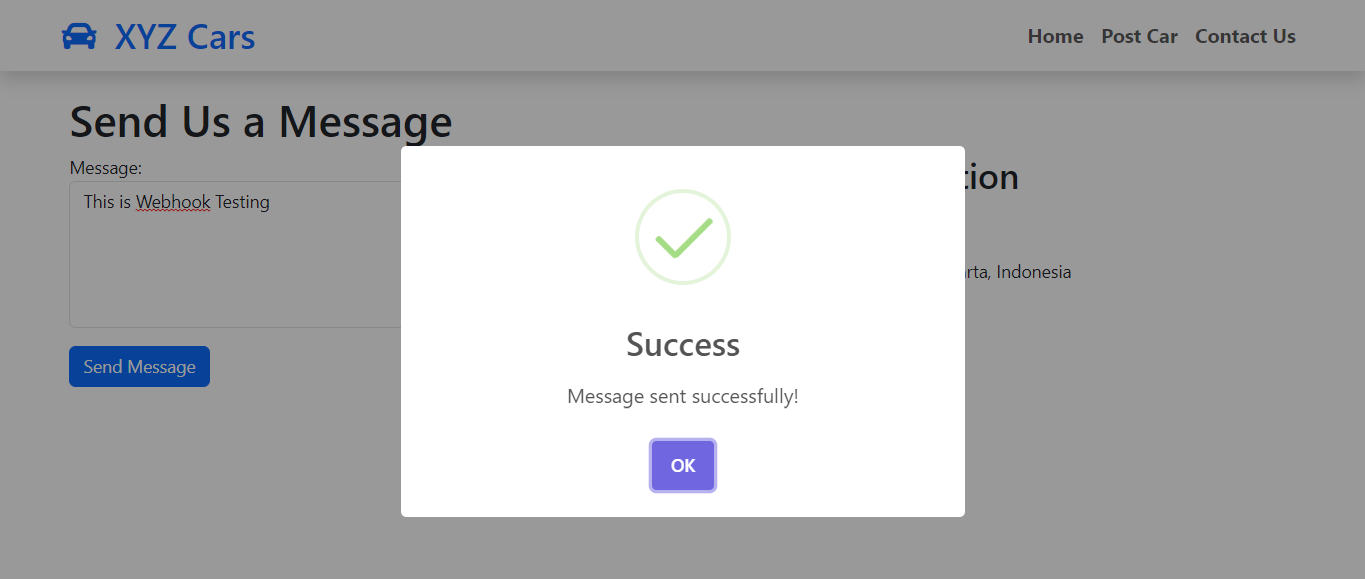 XYZ Cars
Home Post Car Contact Us
Send Us a Message
Message:
This is Webhook Testing
Send Message
Success
Message sent successfully!
OK
Indonesia